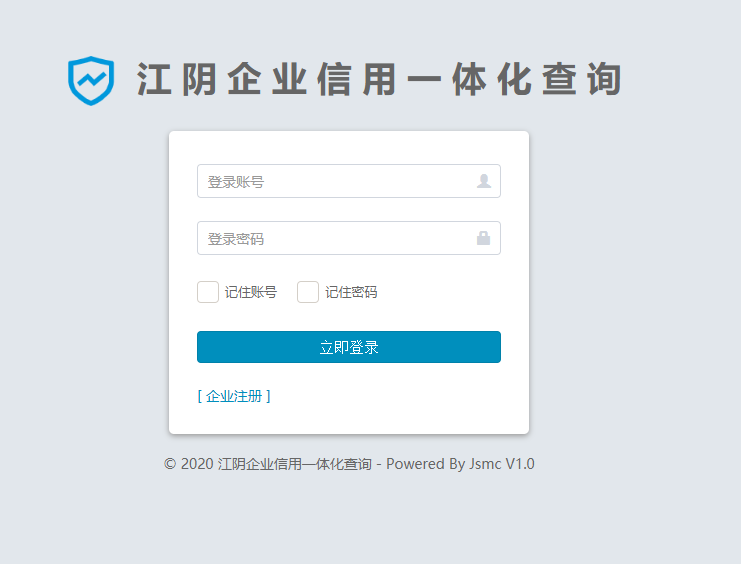 江阴企业信用一体化查询
登录账号
登录密码
记住账号 记住密码
立即登录
[ 企业注册 ]
© 2020 江阴企业信用一体化查询 - Powered By Jsmc V1.0